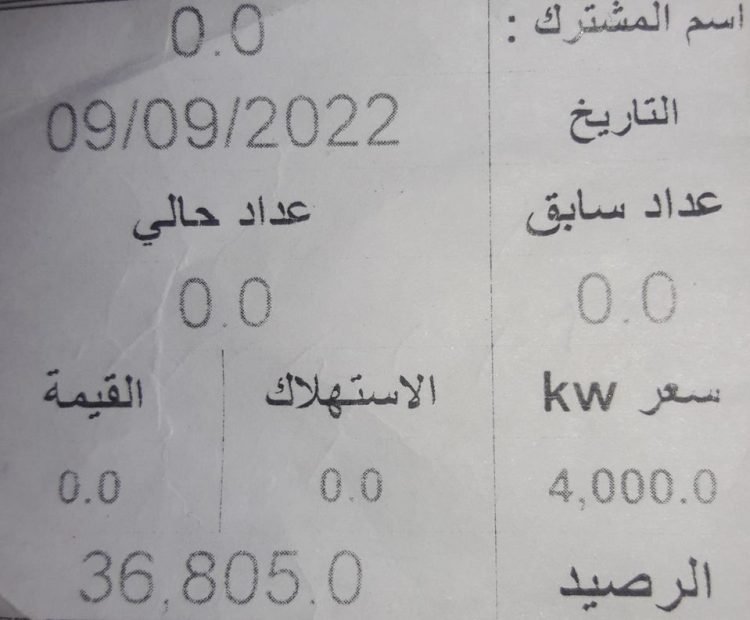 اسم المشترك : 0.0
التاريخ 09/09/2022
عداد سابق عداد حالي
0.0 0.0
سعر kw الاستهلاك القيمة
4,000.0 0.0 0.0
الرصيد 36,805.0